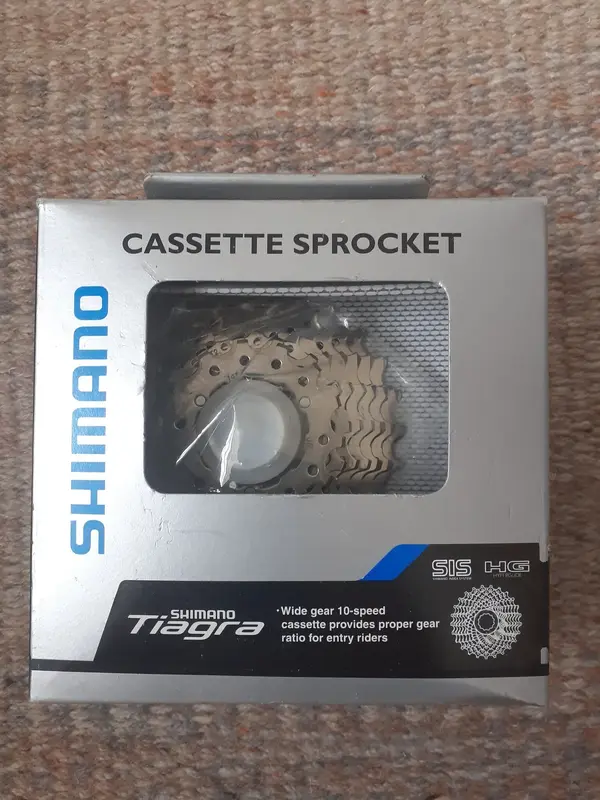 CASSETTE SPROCKET
SHIMANO
SIS HG
SHIMANO
Tiagra
·Wide gear 10-speed
cassette provides proper gear
ratio for entry riders